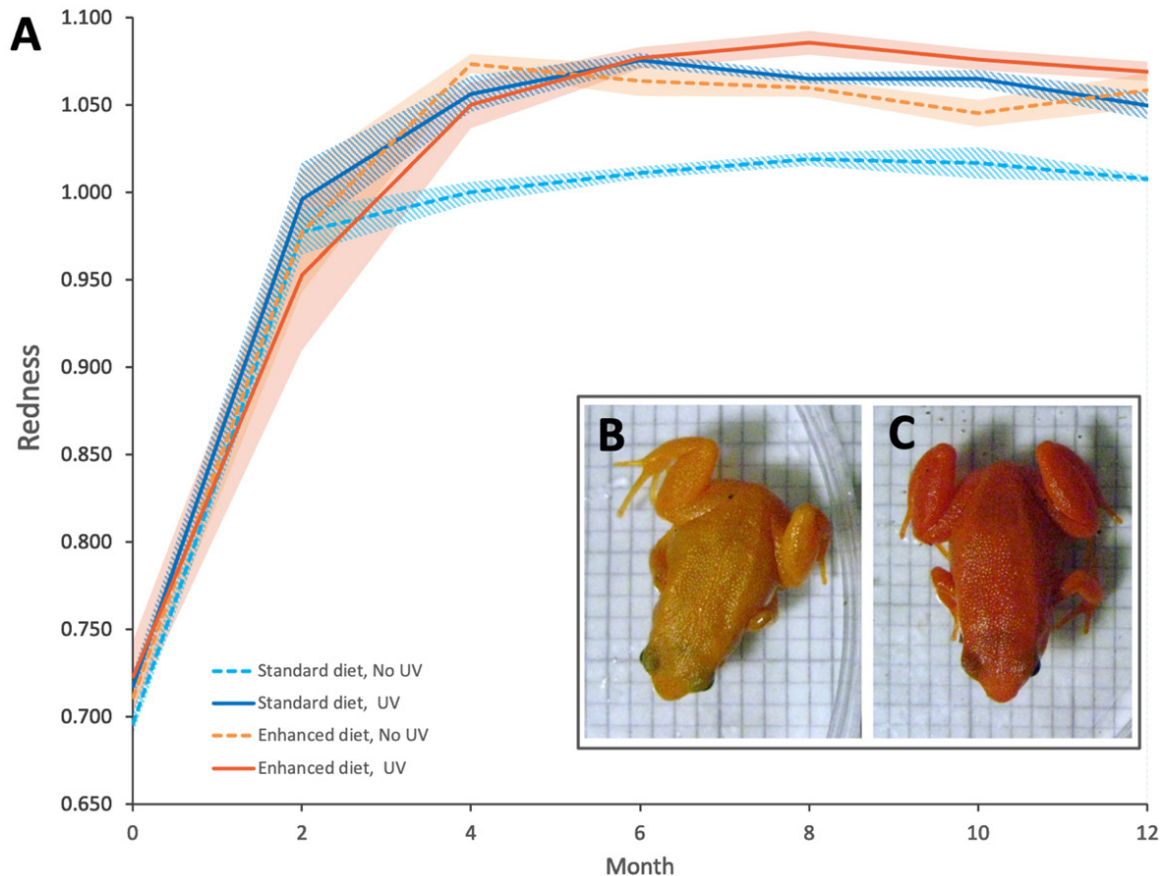 A
1.100
1.050
1.000
0.950
0.900
0.850
0.800
0.750
0.700
0.650
Redness
B
C
Standard diet, No UV
Standard diet, UV
Enhanced diet, No UV
Enhanced diet, UV
0 2 4 6 8 10 12
Month